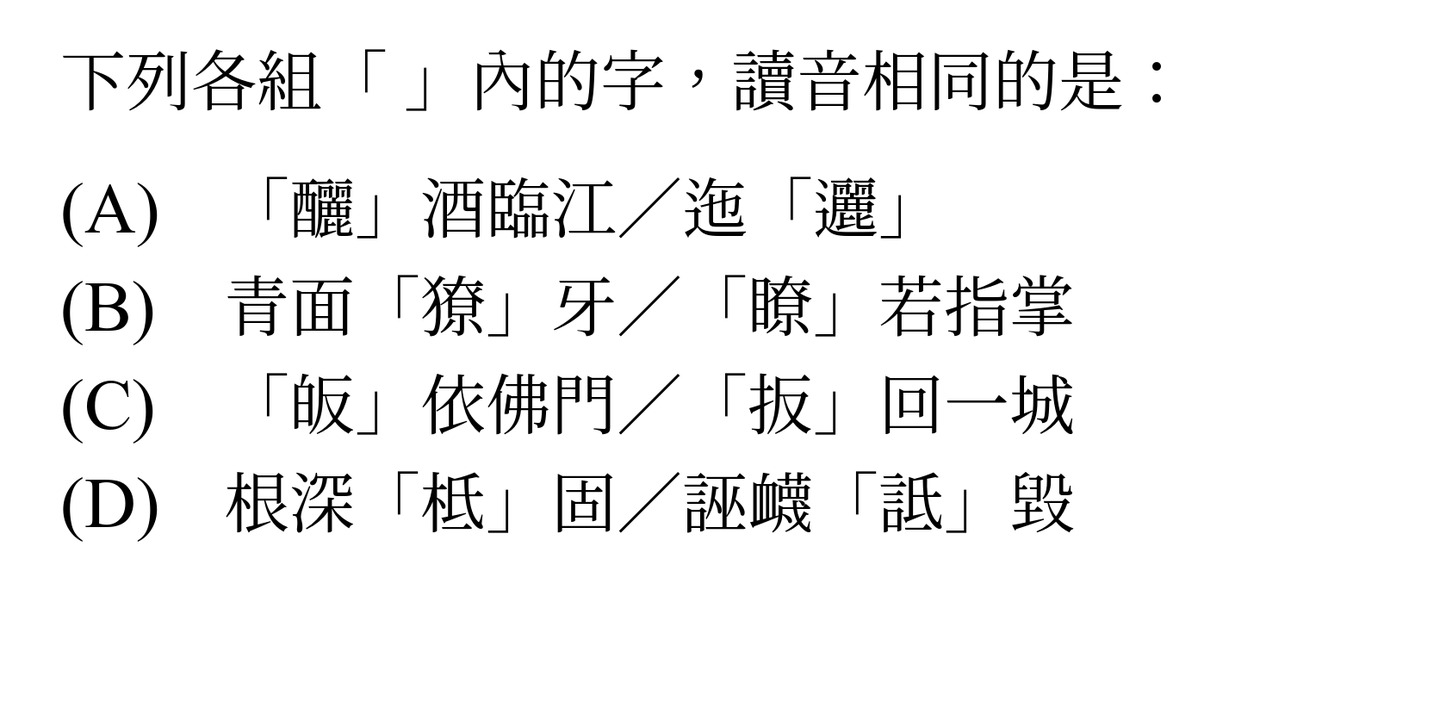 下列各組「 」內的字，讀音相同的是：
(A) 「釃」酒臨江／迤「邐」
(B) 青面「獠」牙／「瞭」若指掌
(C) 「皈」依佛門／「扳」回一城
(D) 根深「柢」固／誣衊「詆」毀